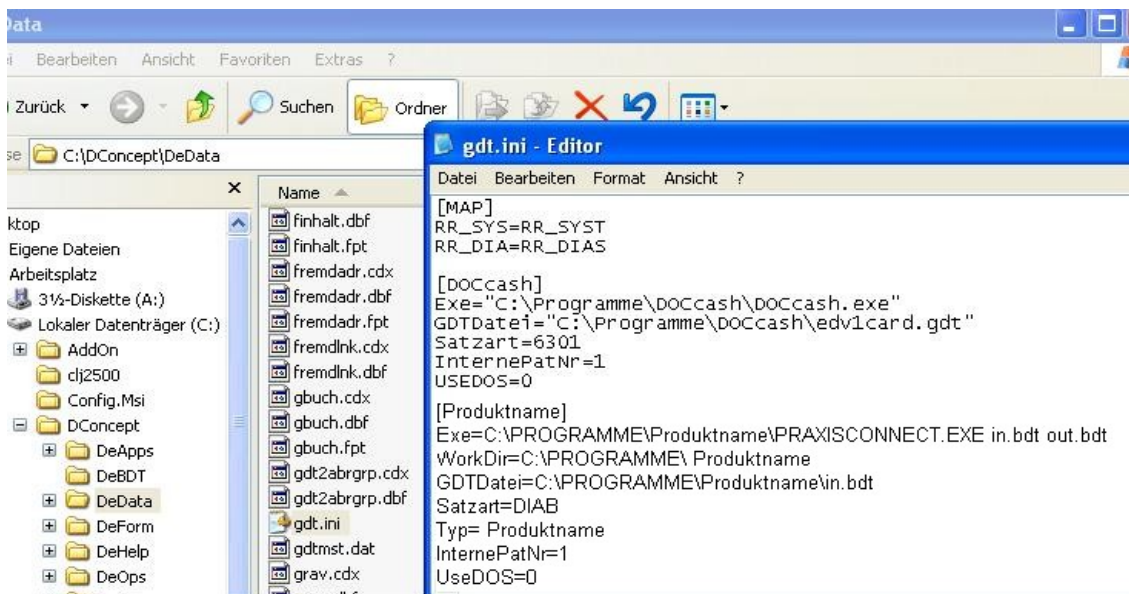 Data
Bearbeiten Ansicht Favoriten Extras ?
Zurück Suchen Ordner
C:\DConcept\DeData
gdt.ini - Editor
Datei Bearbeiten Format Ansicht ?
Name
Eigene Dateien
Arbeitsplatz
3½-Diskette (A:)
Lokaler Datenträger (C:)
AddOn
clj2500
Config.Msi
DConcept
DeApps
DeBDT
DeData
DeForm
DeHelp
DeOps
finhalt.dbf
finhalt.fpt
fremdadr.cdx
fremdadr.dbf
fremdadr.fpt
fremdlnk.cdx
fremdlnk.dbf
gbuch.cdx
gbuch.dbf
gbuch.fpt
gdt2abrgrp.cdx
gdt2abrgrp.dbf
gdt.ini
gdtmst.dat
grav.cdx
[MAP]
RR_SYS=RR_SYST
RR_DIA=RR_DIAS
[DOCcash]
Exe="C:\Programme\DOCcash\DOCcash.exe"
GDTDatei="C:\Programme\DOCcash\edv1card.gdt"
Satzart=6301
InternePatNr=1
USEDOS=0
[Produktname]
Exe=C:\PROGRAMME\Produktname\PRAXISCONNECT.EXE in.bdt out.bdt
WorkDir=C:\PROGRAMME\ Produktname
GDTDatei=C:\PROGRAMME\Produktname\in.bdt
Satzart=DIAB
Typ= Produktname
InternePatNr=1
UseDOS=0